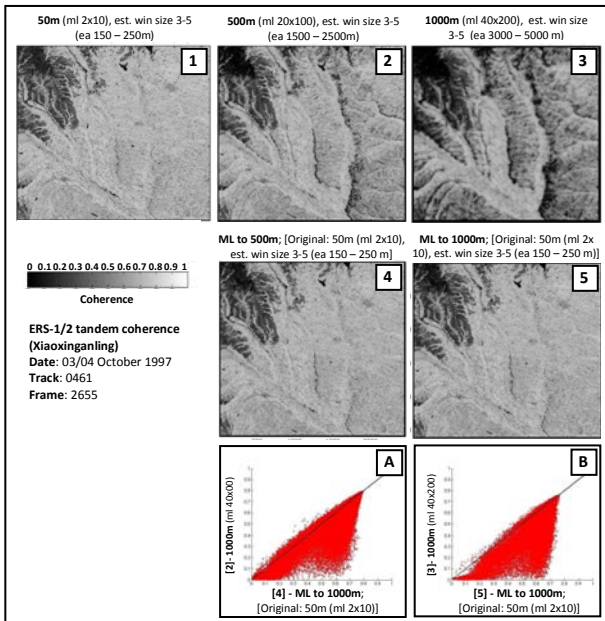 50m (ml 2x10), est. win size 3-5
(ea 150 – 250m)
500m (ml 20x100), est. win size 3-5
(ea 1500 – 2500m)
1000m (ml 40x200), est. win size
3-5 (ea 3000 – 5000 m)
1
2
3
ML to 500m; [Original: 50m (ml 2x10),
est. win size 3-5 (ea 150 – 250 m]
ML to 1000m; [Original: 50m (ml 2x
10), est. win size 3-5 (ea 150 – 250 m)]
0 0.1 0.2 0.3 0.4 0.5 0.6 0.7 0.8 0.9 1
Coherence
4
5
ERS-1/2 tandem coherence
(Xiaoxinganling)
Date: 03/04 October 1997
Track: 0461
Frame: 2655
A
[2]- 1000m (ml 40x00)
[4] - ML to 1000m;
[Original: 50m (ml 2x10)]
B
[3]- 1000m (ml 40x200)
[5] - ML to 1000m;
[Original: 50m (ml 2x10)]